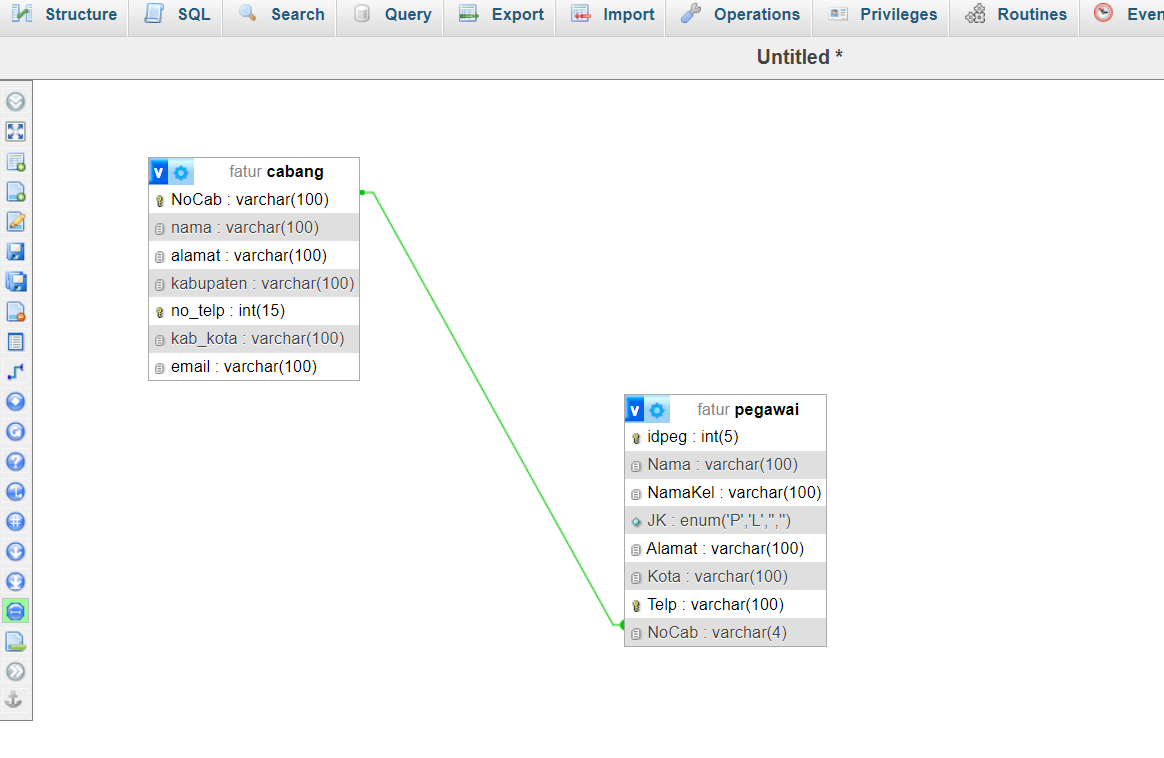 Structure SQL Search Query Export Import Operations Privileges Routines Even
Untitled *
v fatur cabang
NoCab : varchar(100)
nama : varchar(100)
alamat : varchar(100)
kabupaten : varchar(100)
no_telp : int(15)
kab_kota : varchar(100)
email : varchar(100)
v fatur pegawai
idpeg : int(5)
Nama : varchar(100)
NamaKel : varchar(100)
JK : enum('P','L','','')
Alamat : varchar(100)
Kota : varchar(100)
Telp : varchar(100)
NoCab : varchar(4)